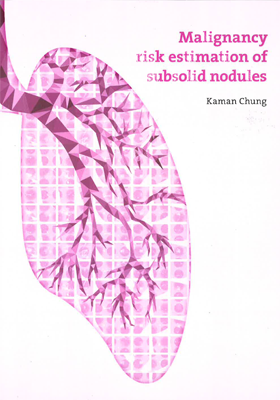 Malignancy
risk estimation of
subsolid nodules
Kaman Chung